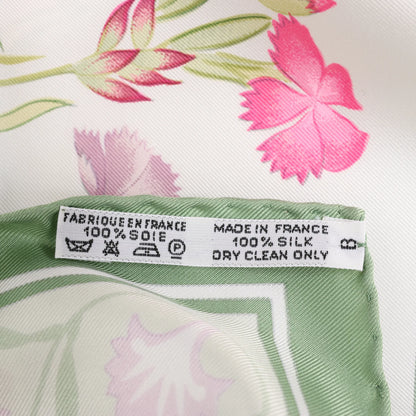 FABRIQUE EN FRANCE
100% SOIE
P
MADE IN FRANCE
100% SILK
DRY CLEAN ONLY
B